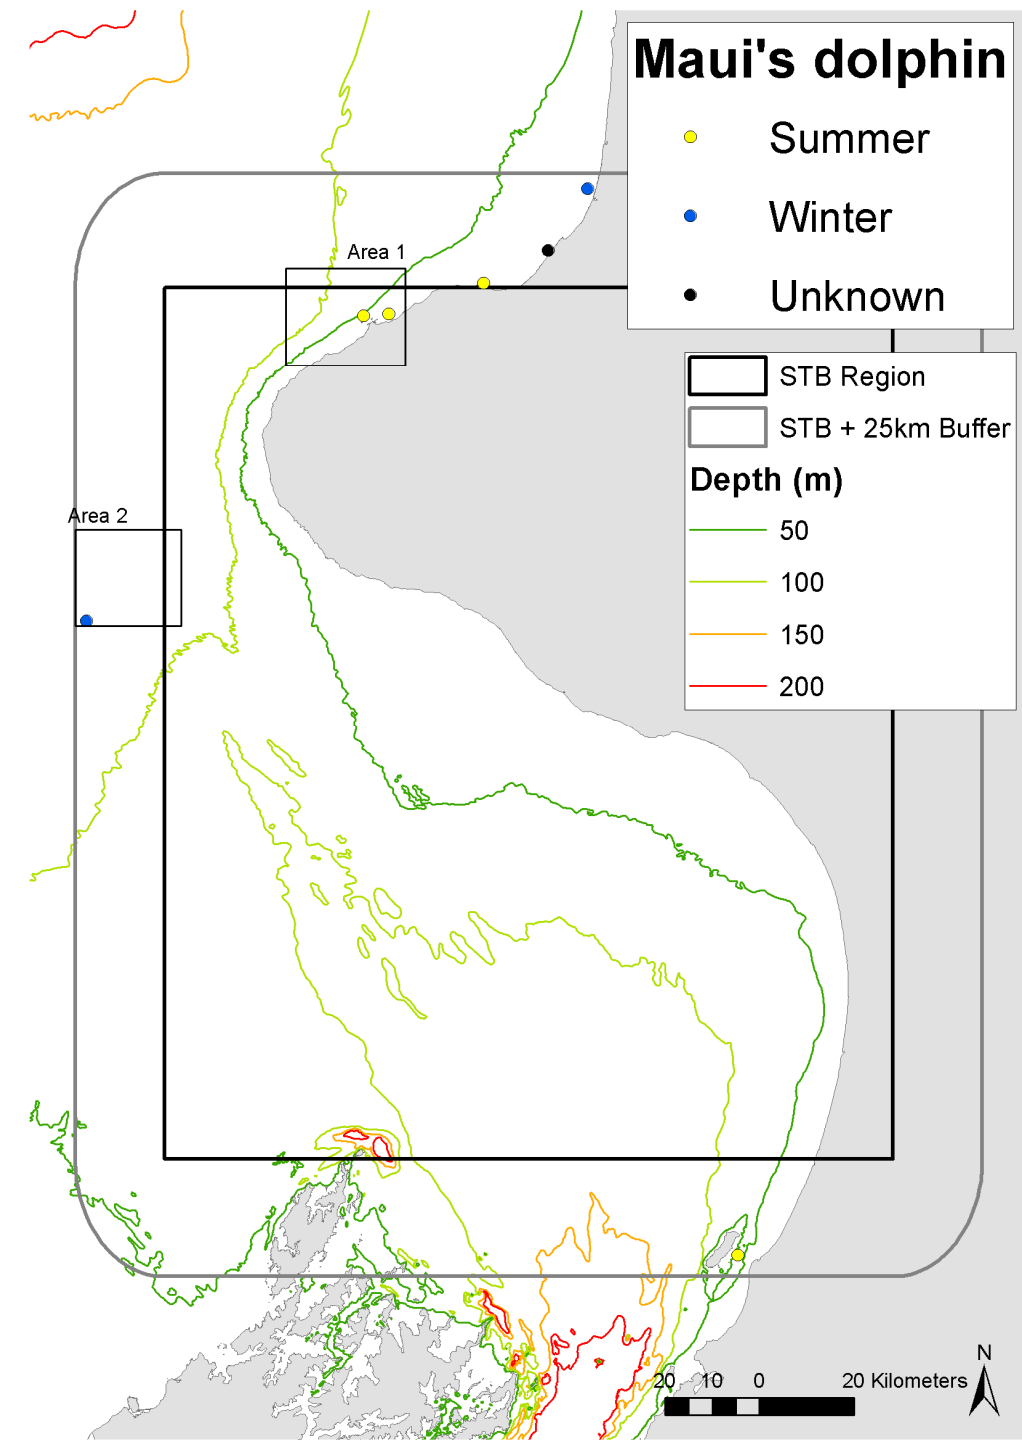 Maui's dolphin
Summer
Winter
Unknown
Area 1
STB Region
STB + 25km Buffer
Depth (m)
50
100
150
200
Area 2
N
20 10 0 20 Kilometers